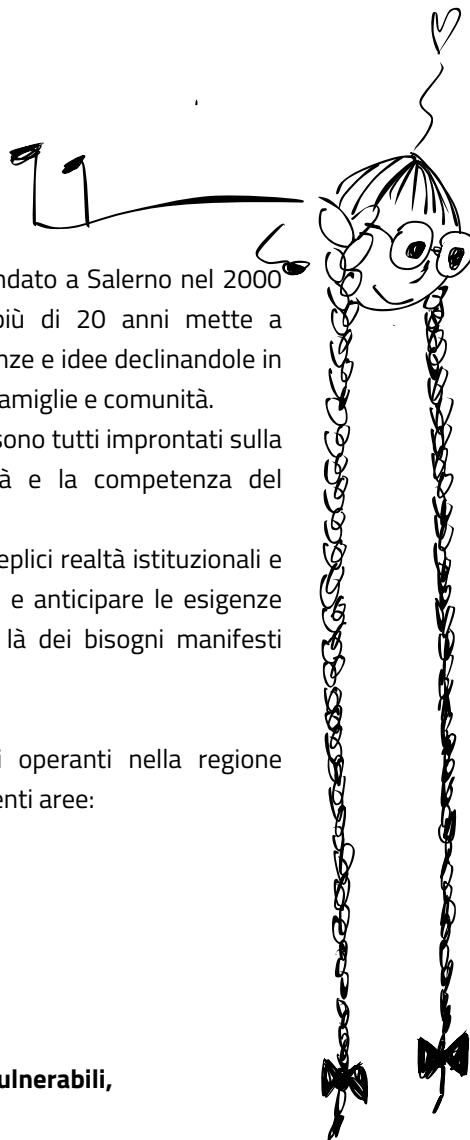 ndato a Salerno nel 2000
più di 20 anni mette a
nze e idee declinandole in
amiglie e comunità.
sono tutti improntati sulla
à e la competenza del
eplici realtà istituzionali e
e anticipare le esigenze
là dei bisogni manifesti
i operanti nella regione
enti aree:
ulnerabili,